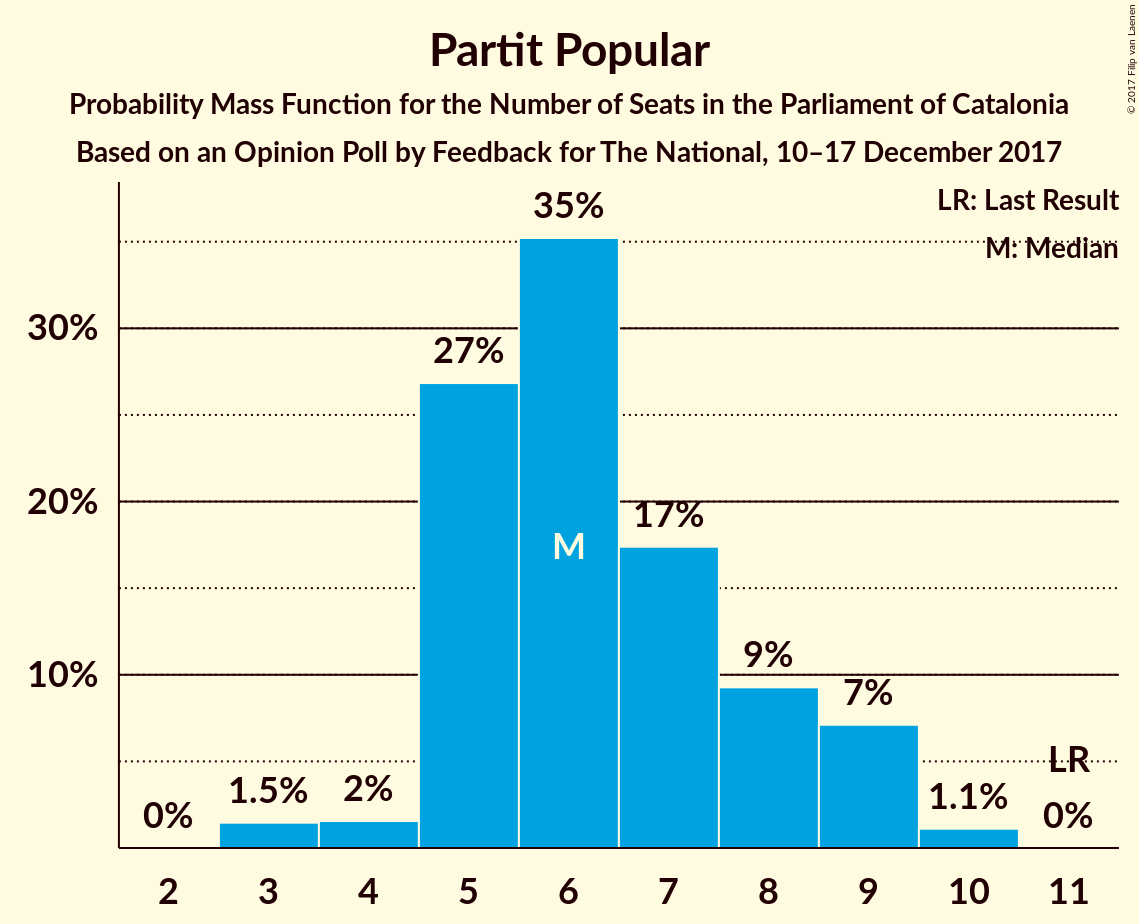 Partit Popular
Probability Mass Function for the Number of Seats in the Parliament of Catalonia
Based on an Opinion Poll by Feedback for The National, 10–17 December 2017
© 2017 Filip van Laenen
LR: Last Result
M: Median
35%
30%
27%
20%
17%
M
10%
9%
7%
LR
1.5%
2%
1.1%
0%
0%
2 3 4 5 6 7 8 9 10 11